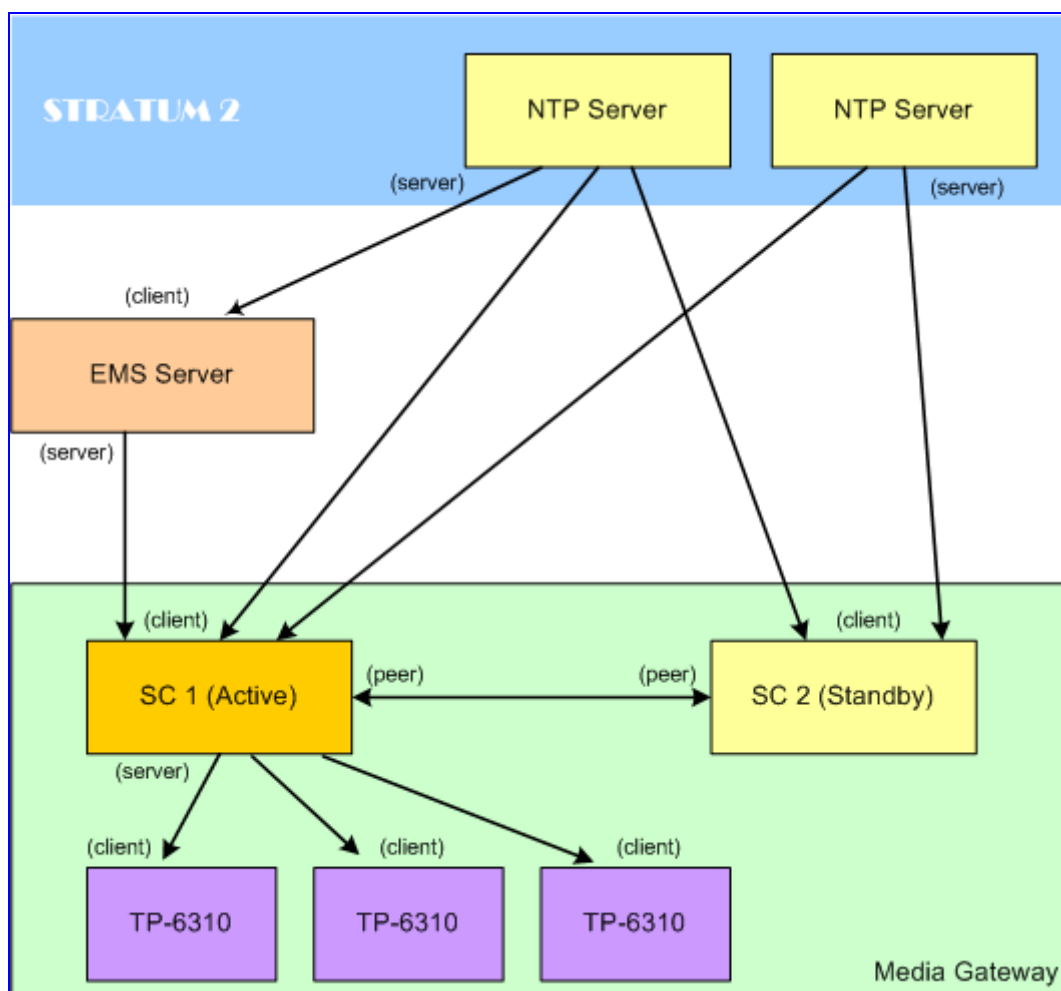 STRATUM 2
NTP Server
NTP Server
(server)
(server)
(client)
EMS Server
(server)
(client)
(client)
SC 1 (Active)
(peer)
(peer)
SC 2 (Standby)
(server)
(client)
(client)
(client)
TP-6310
TP-6310
TP-6310
Media Gateway